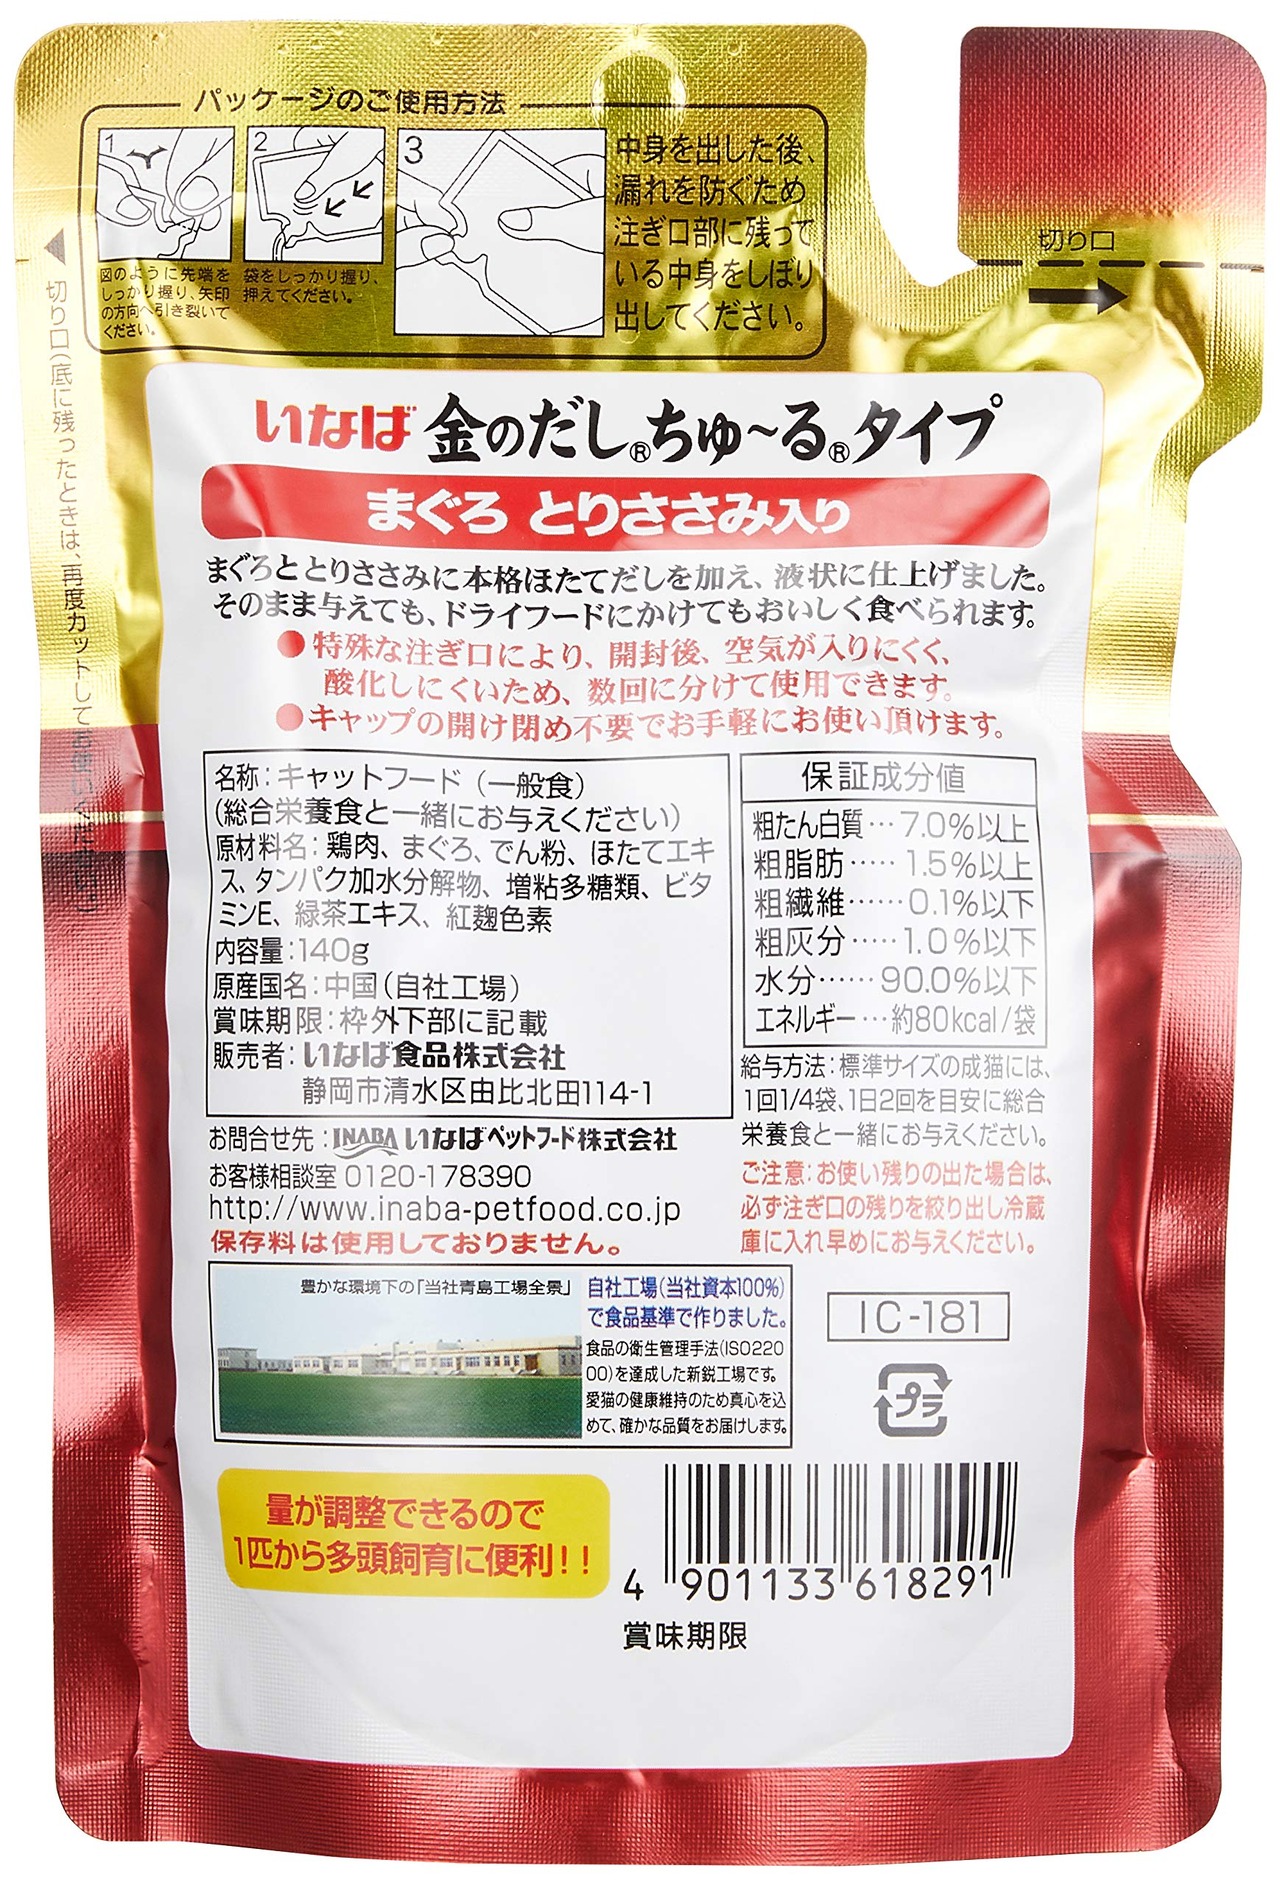 パッケージのご使用方法
1
図のように先端を
しっかり握り、矢印
の方向へ引き裂いて
ください。
2
袋をしっかり握り、
押えてください。
3
中身を出した後、
漏れを防ぐため
注ぎ口部に残って
いる中身をしぼり
出してください。
切り口
切り口(底に残ったときは、再度カットして
いなば 金のだし®ちゅ~る®タイプ
まぐろ とりささみ入り
まぐろととりささみに本格ほたてだしを加え、液状に仕上げました。
そのまま与えても、ドライフードにかけてもおいしく食べられます。
●特殊な注ぎ口により、開封後、空気が入りにくく、
酸化しにくいため、数回に分けて使用できます。
●キャップの開け閉め不要でお手軽にお使い頂けます。
名称:キャットフード(一般食)
(総合栄養食と一緒にお与えください)
原材料名:鶏肉、まぐろ、でん粉、ほたてエキ
ス、タンパク加水分解物、増粘多糖類、ビタ
ミンE、緑茶エキス、紅麹色素
内容量:140g
原産国名:中国(自社工場)
賞味期限:枠外下部に記載
販売者:いなば食品株式会社
静岡市清水区由比北田114-1
保証成分値
粗たん白質…7.0%以上
粗脂肪……1.5%以上
粗繊維……0.1%以下
粗灰分……1.0%以下
水分……90.0%以下
エネルギー…約80kcal/袋
給与方法:標準サイズの成猫には、
1回1/4袋、1日2回を目安に総合
栄養食と一緒にお与えください。
ご注意:お使い残りの出た場合は、
必ず注ぎ口の残りを絞り出し冷蔵
庫に入れ早めにお与えください。
お問合せ先:INABA いなばペットフード株式会社
お客様相談室 0120-178390
http://www.inaba-petfood.co.jp
保存料は使用しておりません。
豊かな環境下の「当社青島工場全景」
自社工場(当社資本100%)
で食品基準で作りました。
食品の衛生管理手法(ISO220
00)を達成した新鋭工場です。
愛猫の健康維持のため真心を込
めて、確かな品質をお届けします。
IC-181
プラ
量が調整できるので
1匹から多頭飼育に便利!!
4 901133 618291
賞味期限